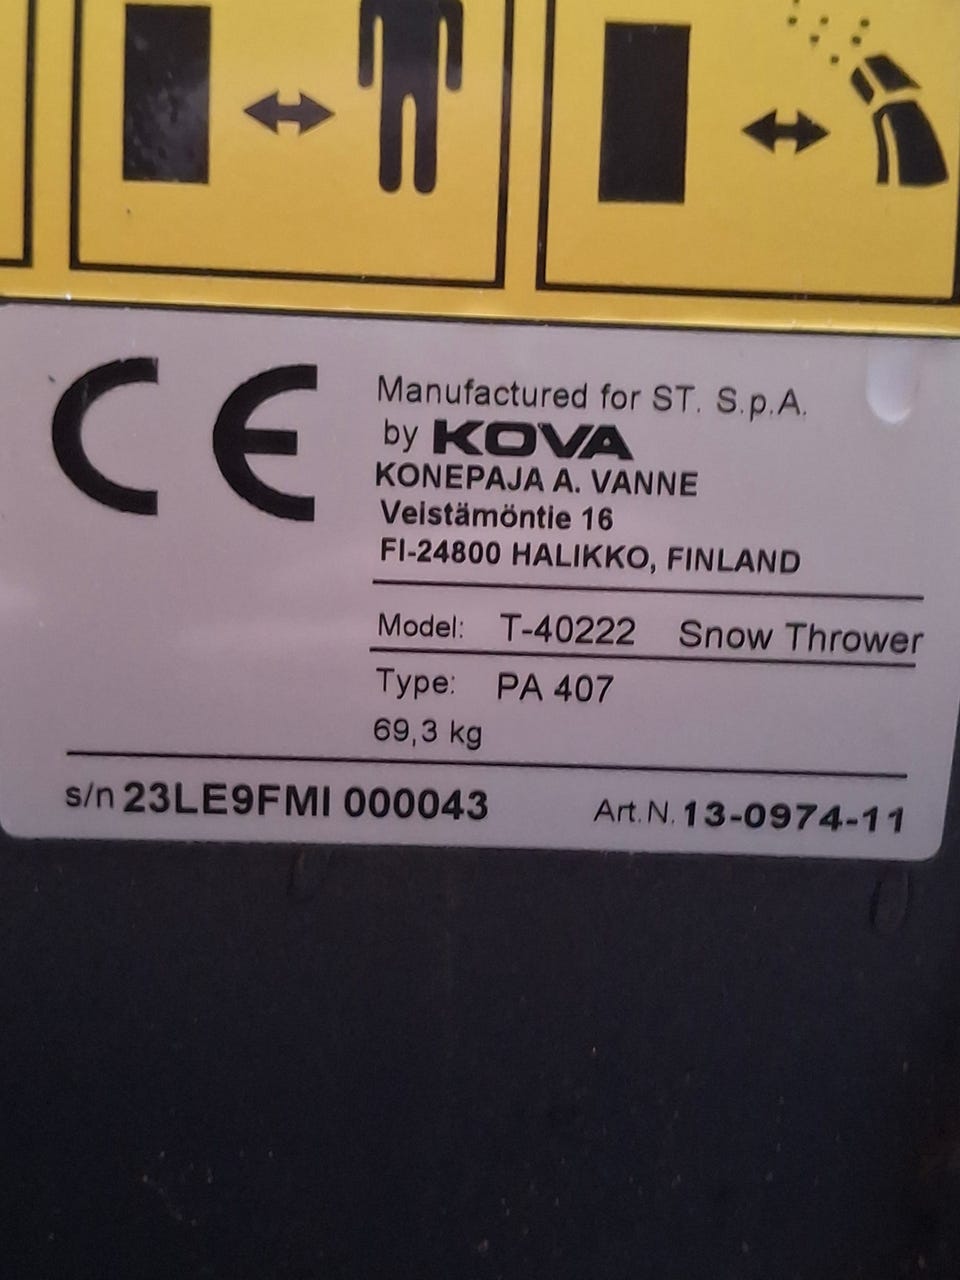 CE
Manufactured for ST. S.p.A.
by KOVA
KONEPAJA A. VANNE
Veistämöntie 16
FI-24800 HALIKKO, FINLAND
Model: T-40222 Snow Thrower
Type: PA 407
69,3 kg
s/n 23LE9FMI 000043 Art.N. 13-0974-11